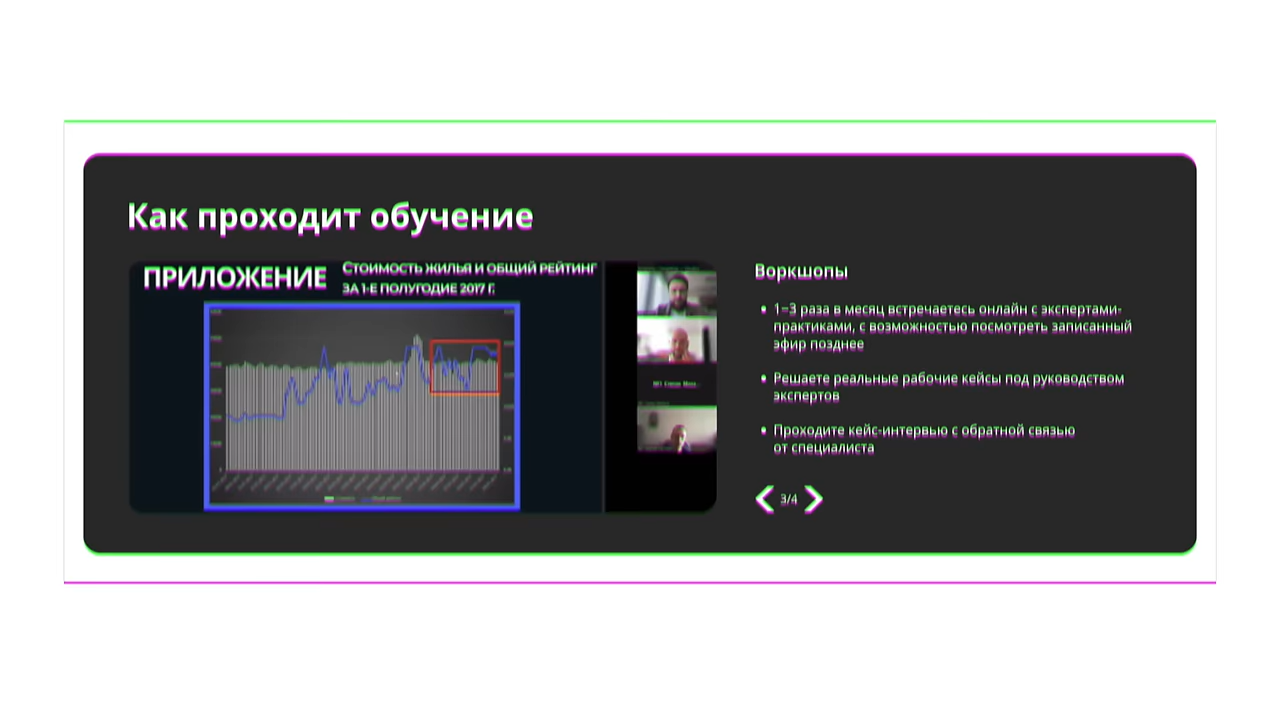 Как проходит обучение
ПРИЛОЖЕНИЕ
Стоимость жилья и общий рейтинг
за 1-е полугодие 2017 г.
Воркшопы
• 1–3 раза в месяц встречаетесь онлайн с экспертами-
практиками, с возможностью посмотреть записанный
эфир позднее
• Решаете реальные рабочие кейсы под руководством
экспертов
• Проходите кейс-интервью с обратной связью
от специалиста
3/4